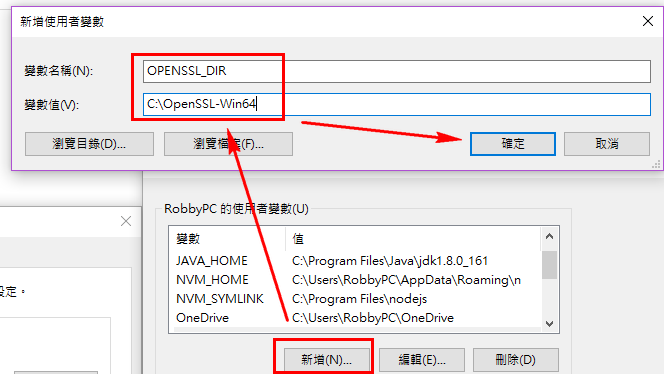 新增使用者變數
變數名稱(N):
OPENSSL_DIR
變數值(V):
C:\OpenSSL-Win64
瀏覽目錄(D)...
瀏覽檔案(F)...
確定
取消
RobbyPC 的使用者變數(U)
變數 值
JAVA_HOME C:\Program Files\Java\jdk1.8.0_161
NVM_HOME C:\Users\RobbyPC\AppData\Roaming\n
NVM_SYMLINK C:\Program Files\nodejs
OneDrive C:\Users\RobbyPC\OneDrive
設定。
新增(N)...
編輯(E)...
刪除(D)